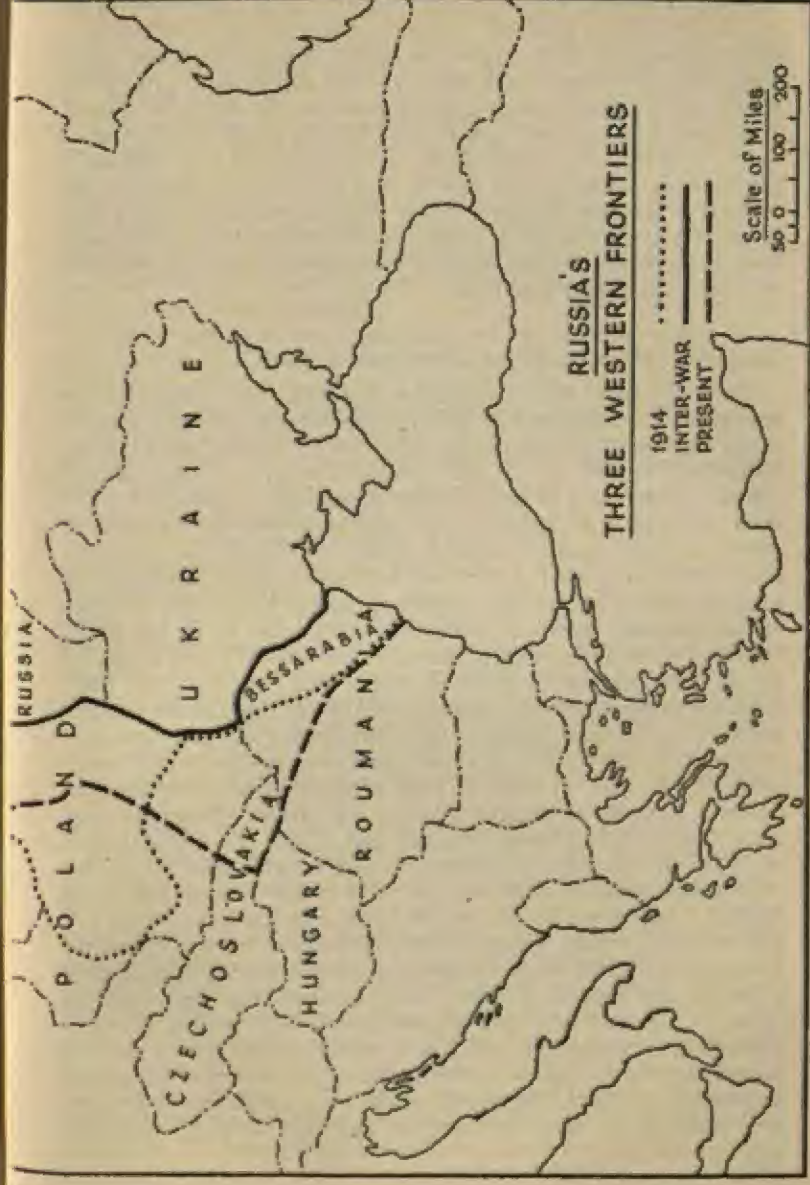 RUSSIA
POLAND
UKRAINE
CZECHOSLOVAKIA
BESSARABIA
HUNGARY
ROUMANIA
RUSSIA'S
THREE WESTERN FRONTIERS
1914
INTER-WAR
PRESENT
Scale of Miles
50 0 100 200